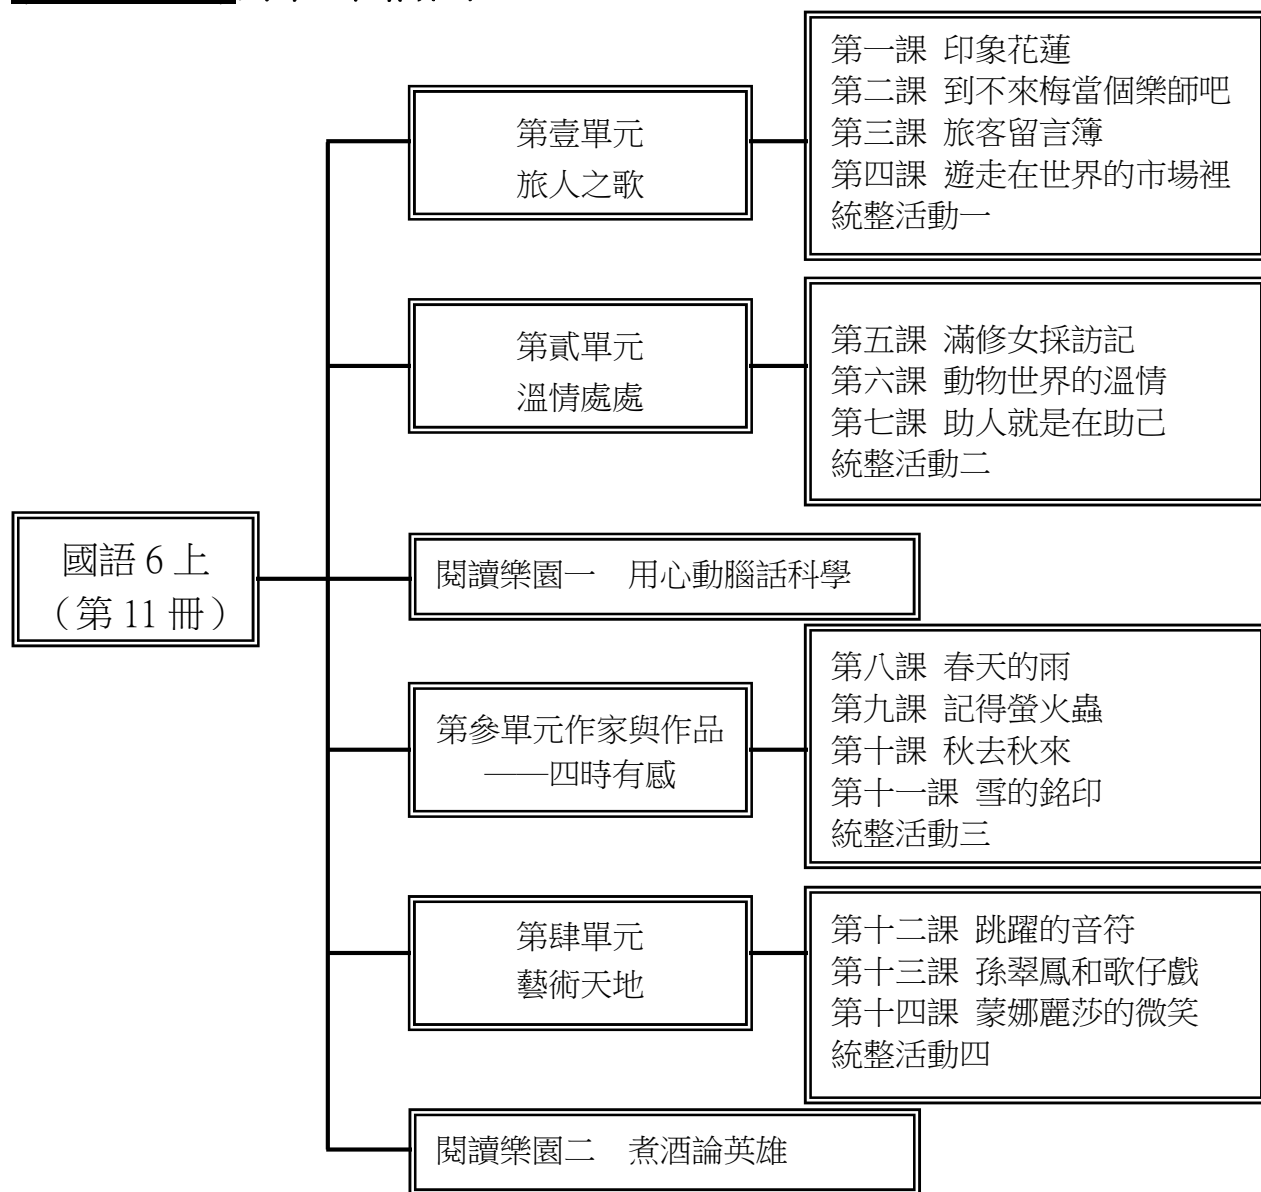 國語 6 上
（第 11 冊）
第壹單元
旅人之歌
第一課 印象花蓮
第二課 到不來梅當個樂師吧
第三課 旅客留言簿
第四課 遊走在世界的市場裡
統整活動一
第貳單元
溫情處處
第五課 滿修女採訪記
第六課 動物世界的溫情
第七課 助人就是在助己
統整活動二
閱讀樂園一　用心動腦話科學
第參單元作家與作品
——四時有感
第八課 春天的雨
第九課 記得螢火蟲
第十課 秋去秋來
第十一課 雪的銘印
統整活動三
第肆單元
藝術天地
第十二課 跳躍的音符
第十三課 孫翠鳳和歌仔戲
第十四課 蒙娜麗莎的微笑
統整活動四
閱讀樂園二　煮酒論英雄